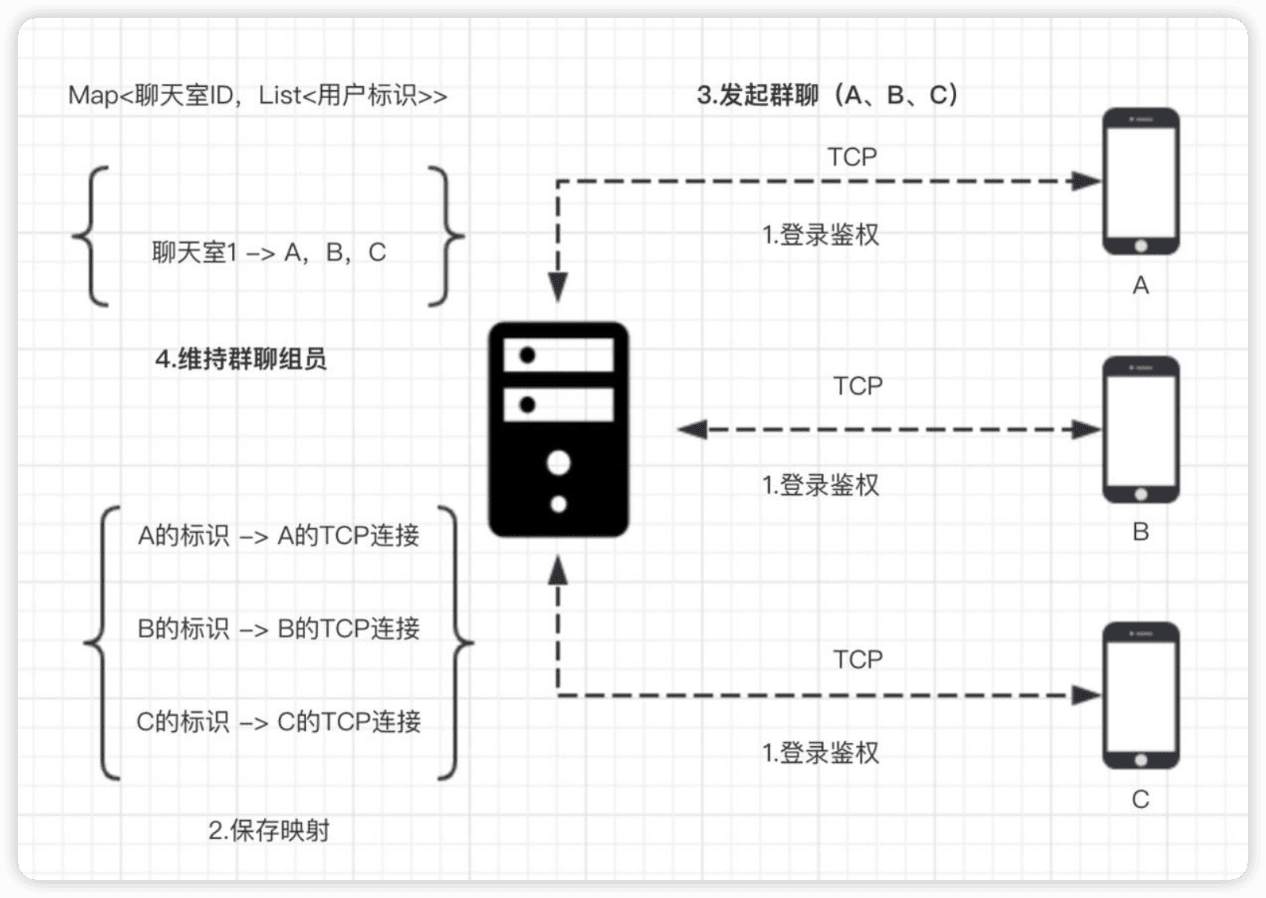 Map<聊天室ID，List<用户标识>>
聊天室1 –> A，B，C
4.维持群聊组员
A的标识 –> A的TCP连接
B的标识 –> B的TCP连接
C的标识 –> C的TCP连接
2.保存映射
3.发起群聊（A、B、C）
TCP
1.登录鉴权
A
TCP
1.登录鉴权
B
TCP
1.登录鉴权
C